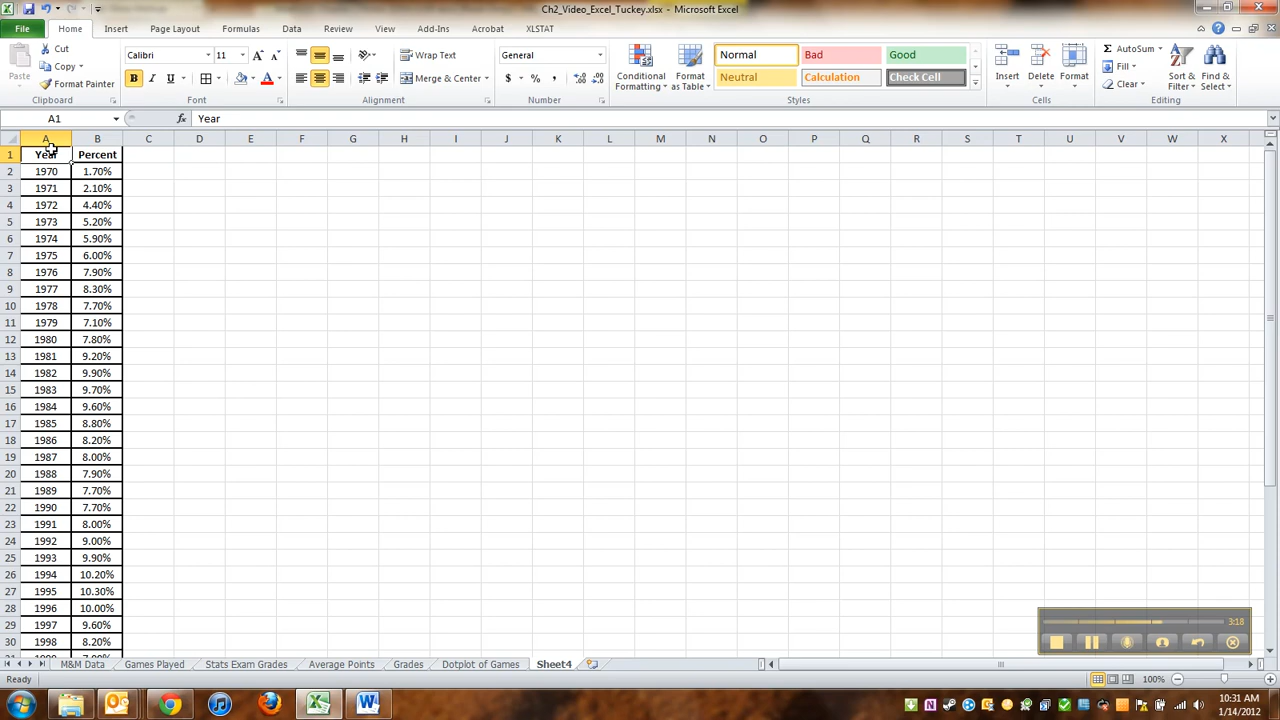 Ch2_Video_Excel_Tuckey.xlsx - Microsoft Excel
File Home Insert Page Layout Formulas Data Review View Add-Ins Acrobat XLSTAT
Paste Cut Copy Format Painter Clipboard
Calibri 11 Font
Wrap Text Merge & Center Alignment
General $ % , Number
Conditional Formatting Format as Table Normal Bad Good Neutral Calculation Check Cell Styles
Insert Delete Format Cells
AutoSum Fill Clear Sort & Filter Find & Select Editing
A1 fx Year
A B C D E F G H I J K L M N O P Q R S T U V W X
1 Year Percent
2 1970 1.70%
3 1971 2.10%
4 1972 4.40%
5 1973 5.20%
6 1974 5.90%
7 1975 6.00%
8 1976 7.90%
9 1977 8.30%
10 1978 7.70%
11 1979 7.10%
12 1980 7.80%
13 1981 9.20%
14 1982 9.90%
15 1983 9.70%
16 1984 9.60%
17 1985 8.80%
18 1986 8.20%
19 1987 8.00%
20 1988 7.90%
21 1989 7.70%
22 1990 7.70%
23 1991 8.00%
24 1992 9.00%
25 1993 9.90%
26 1994 10.20%
27 1995 10.30%
28 1996 10.00%
29 1997 9.60%
30 1998 8.20%
3:18
M&M Data Games Played Stats Exam Grades Average Points Grades Dotplot of Games Sheet4
Ready 100%
10:31 AM
1/14/2012